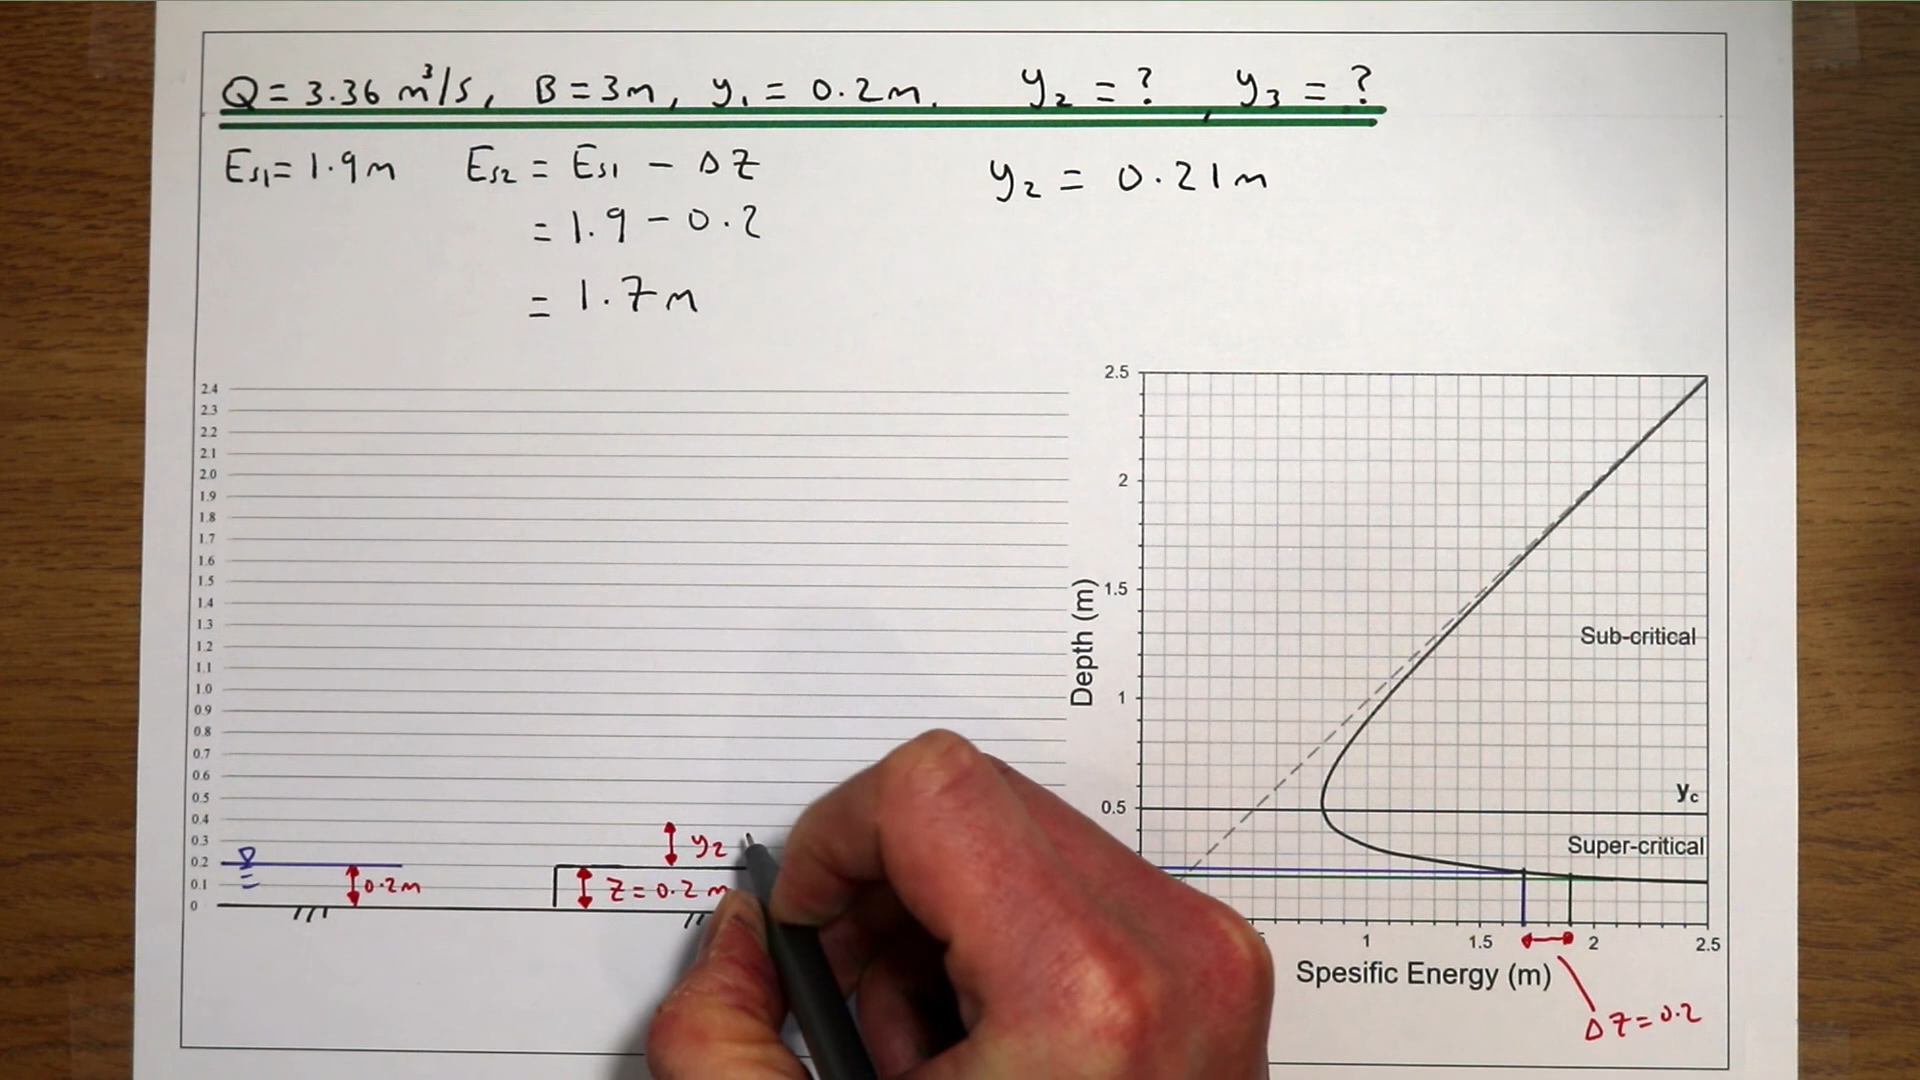 Q = 3.36 m³/s, B = 3m, y₁ = 0.2m. y₂ = ? , y₃ = ?
Es1 = 1.9m Es2 = Es1 - ΔZ y₂ = 0.21m
= 1.9 - 0.2
= 1.7m
2.4
2.3
2.2
2.1
2.0
1.9
1.8
1.7
1.6
1.5
1.4
1.3
1.2
1.1
1.0
0.9
0.8
0.7
0.6
0.5
0.4
0.3
0.2
0.1
0
y₂
0.2m
Z = 0.2 m
2.5
2
1.5
1
0.5
Depth (m)
Sub-critical
yc
Super-critical
1 1.5 2 2.5
Spesific Energy (m)
ΔZ = 0.2